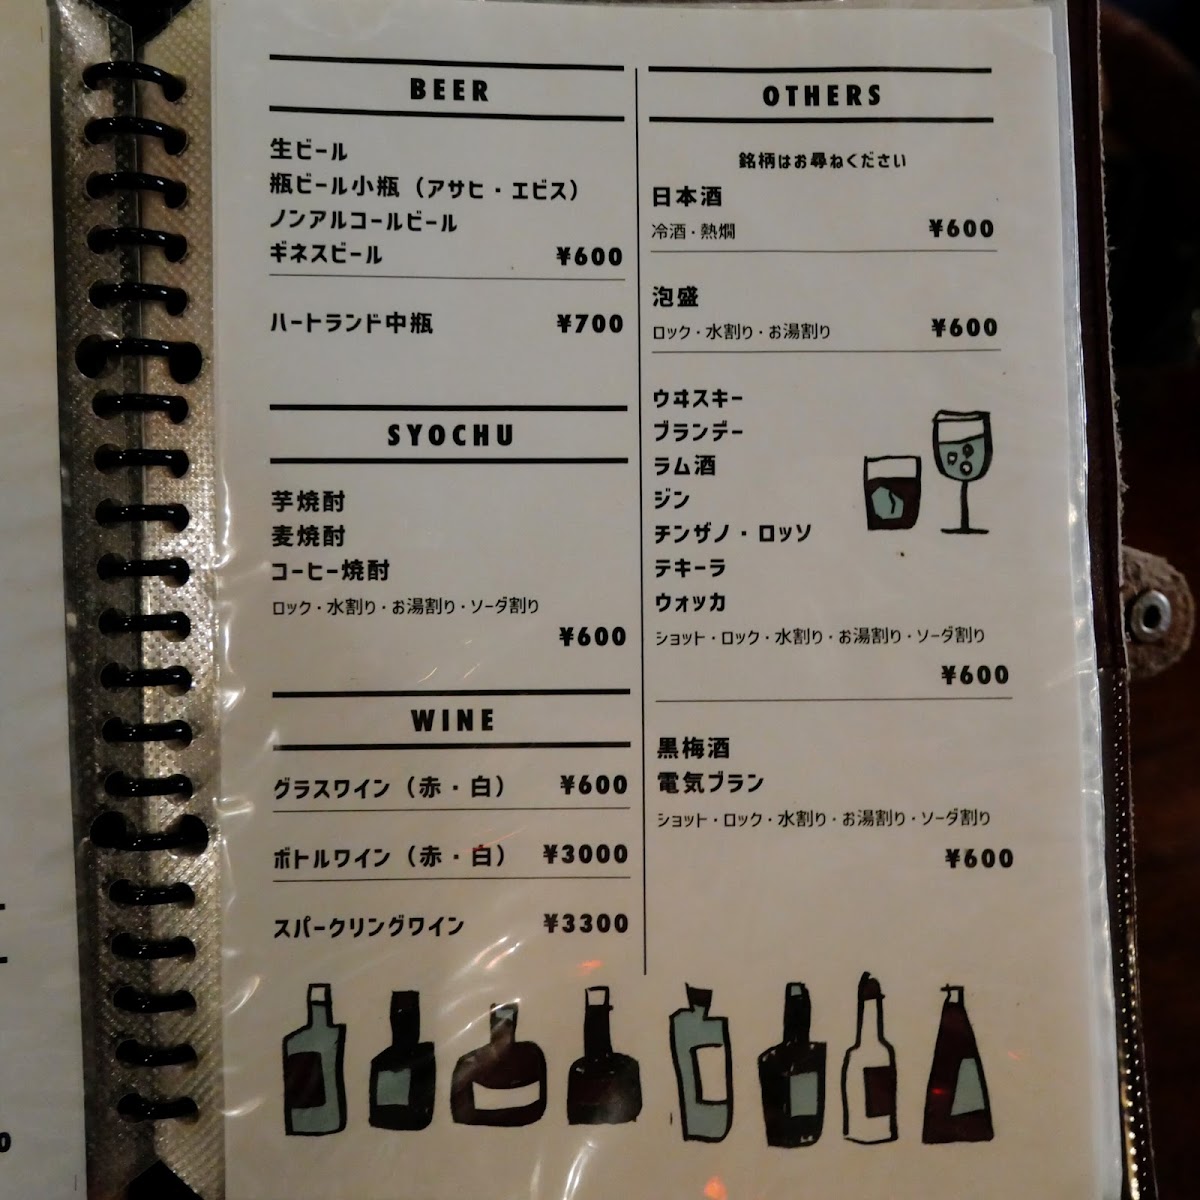 BEER
生ビール
瓶ビール小瓶（アサヒ・エビス）
ノンアルコールビール
ギネスビール ¥600
ハートランド中瓶 ¥700
SYOCHU
芋焼酎
麦焼酎
コーヒー焼酎
ロック・水割り・お湯割り・ソーダ割り
¥600
WINE
グラスワイン（赤・白） ¥600
ボトルワイン（赤・白） ¥3000
スパークリングワイン ¥3300
OTHERS
銘柄はお尋ねください
日本酒
冷酒・熱燗 ¥600
泡盛
ロック・水割り・お湯割り ¥600
ウヰスキー
ブランデー
ラム酒
ジン
チンザノ・ロッソ
テキーラ
ウォッカ
ショット・ロック・水割り・お湯割り・ソーダ割り
¥600
黒梅酒
電気ブラン
ショット・ロック・水割り・お湯割り・ソーダ割り
¥600